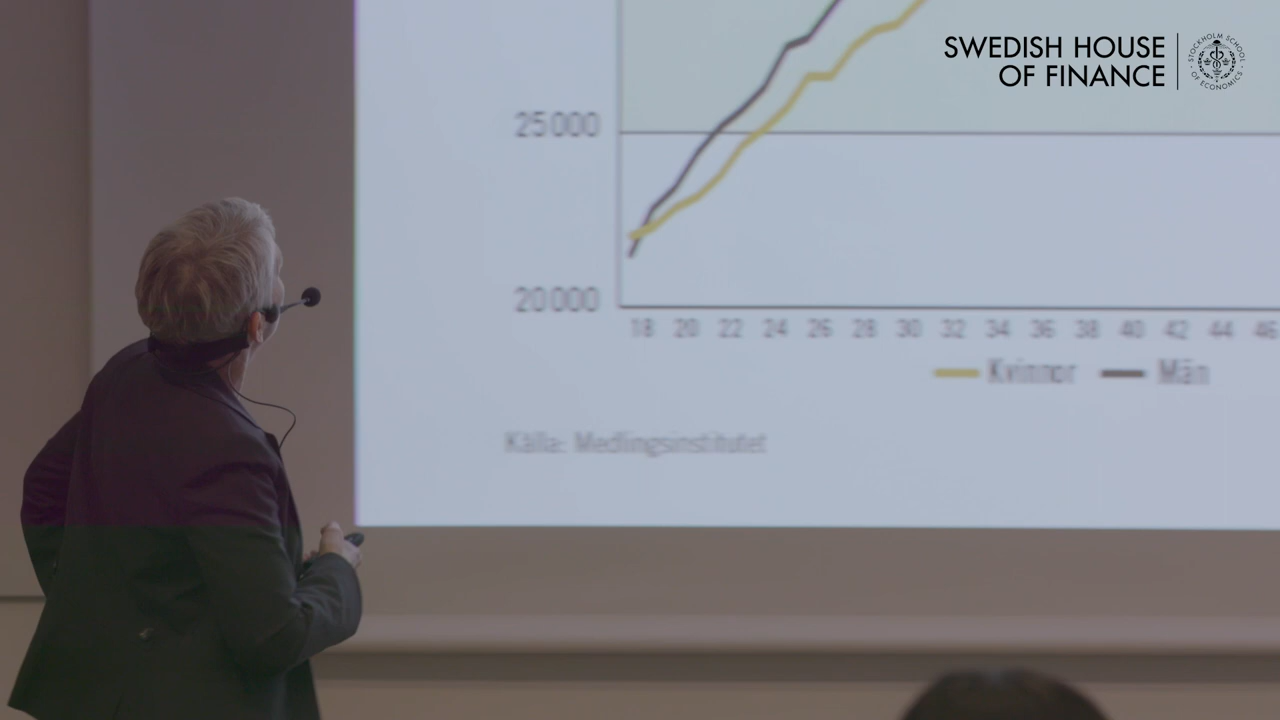 SWEDISH HOUSE
OF FINANCE
STOCKHOLM SCHOOL
OF ECONOMICS
25 000
20 000
18 20 22 24 26 28 30 32 34 36 38 40 42 44 46
Kvinnor Män
Källa: Medlingsinstitutet